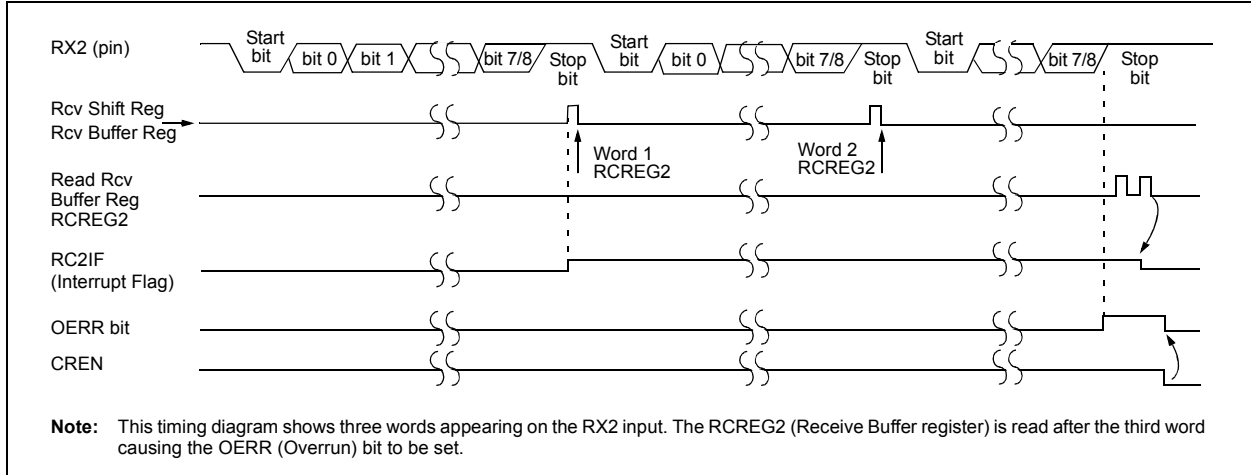 RX2 (pin)
Start bit
bit 0
bit 1
bit 7/8
Stop bit
Start bit
bit 0
bit 7/8
Stop bit
Start bit
bit 7/8
Stop bit
Rcv Shift Reg
Rcv Buffer Reg
Word 1
RCREG2
Word 2
RCREG2
Read Rcv
Buffer Reg
RCREG2
RC2IF
(Interrupt Flag)
OERR bit
CREN
Note: This timing diagram shows three words appearing on the RX2 input. The RCREG2 (Receive Buffer register) is read after the third word
causing the OERR (Overrun) bit to be set.